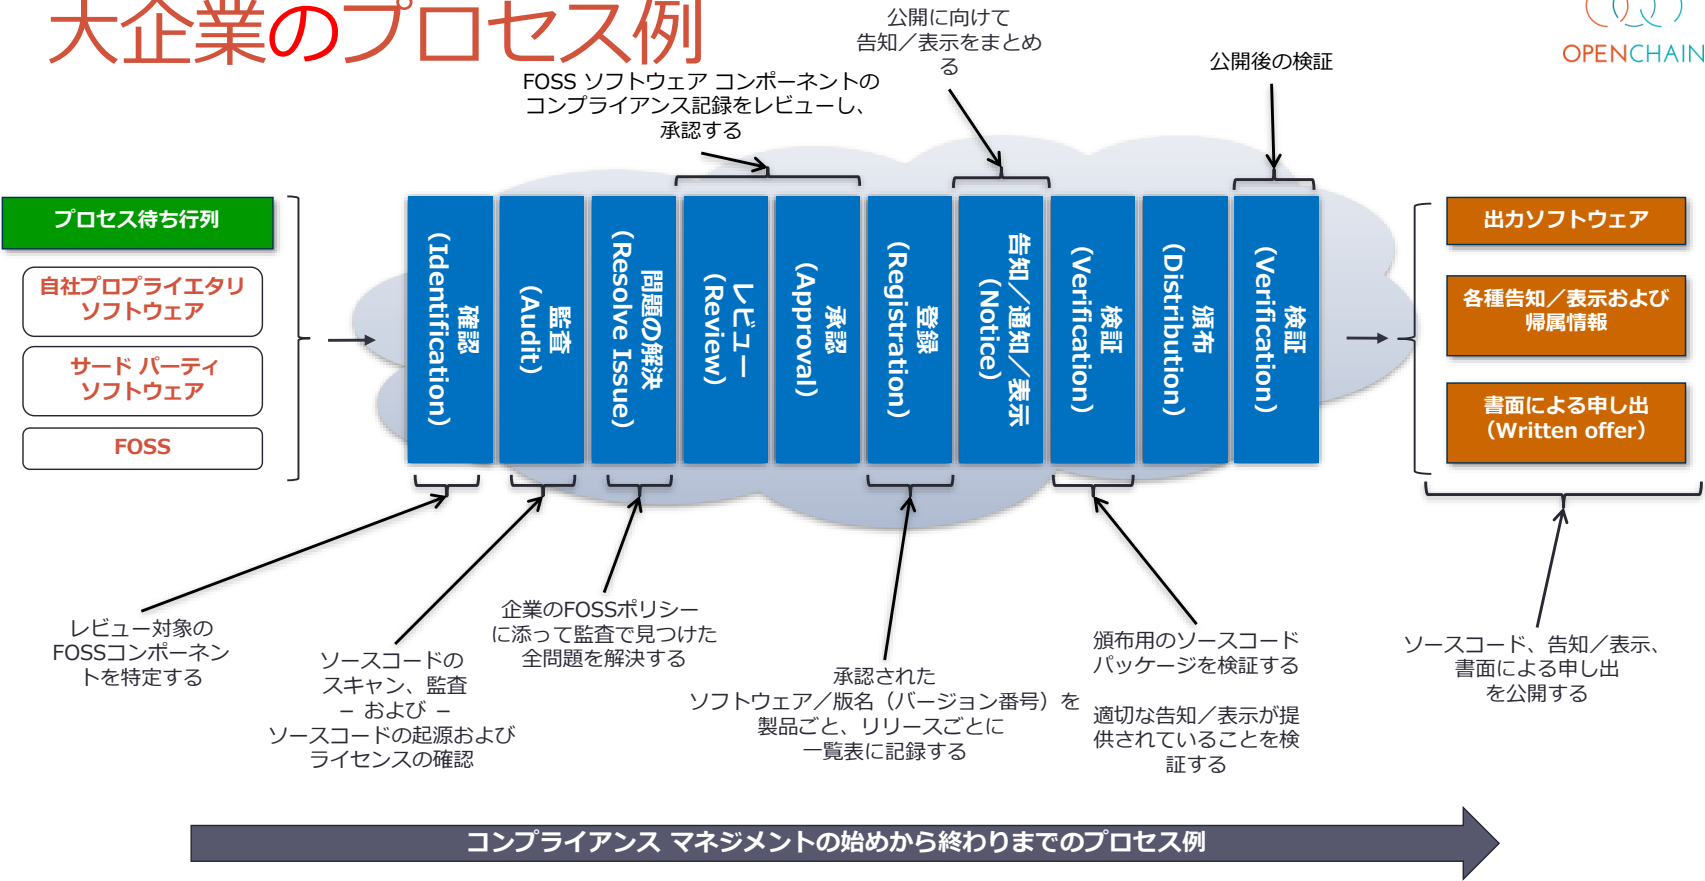 大企業のプロセス例
OPENCHAIN
公開に向けて
告知／表示をまとめ
る
公開後の検証
FOSS ソフトウェア コンポーネントの
コンプライアンス記録をレビューし、
承認する
プロセス待ち行列
自社プロプライエタリ
ソフトウェア
サード パーティ
ソフトウェア
FOSS
確認
（Identification）
監査
（Audit）
問題の解決
（Resolve Issue）
レビュー
（Review）
承認
（Approval）
登録
（Registration）
告知／通知／表示
（Notice）
検証
（Verification）
頒布
（Distribution）
検証
（Verification）
出力ソフトウェア
各種告知／表示および
帰属情報
書面による申し出
（Written offer）
レビュー対象の
FOSSコンポーネン
トを特定する
ソースコードの
スキャン、監査
– および –
ソースコードの起源および
ライセンスの確認
企業のFOSSポリシー
に添って監査で見つけた
全問題を解決する
承認された
ソフトウェア／版名（バージョン番号）を
製品ごと、リリースごとに
一覧表に記録する
頒布用のソースコード
パッケージを検証する
適切な告知／表示が提
供されていることを検
証する
ソースコード、告知／表示、
書面による申し出
を公開する
コンプライアンス マネジメントの始めから終わりまでのプロセス例